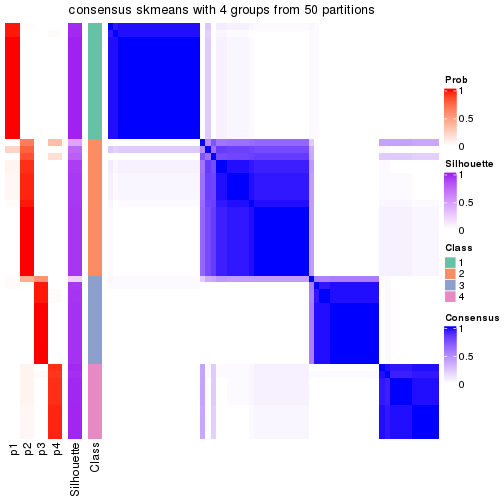 consensus skmeans with 4 groups from 50 partitions
Prob
1
0.5
0
Silhouette
1
0.5
0
Class
1
2
3
4
Consensus
1
0.5
0
p1
p2
p3
p4
Silhouette
Class